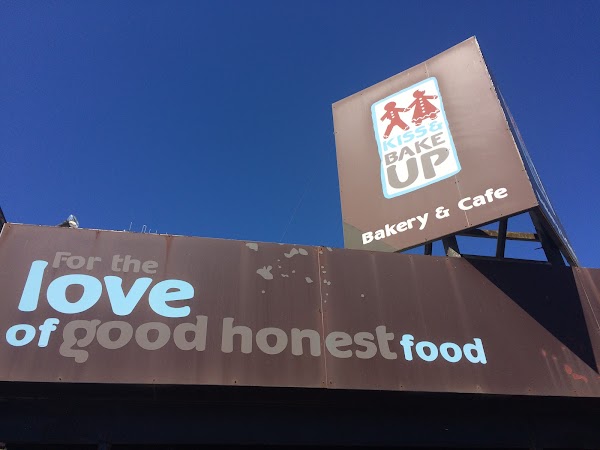 KISS &
BAKE
UP
Bakery & Cafe
For the
love
of good honest food